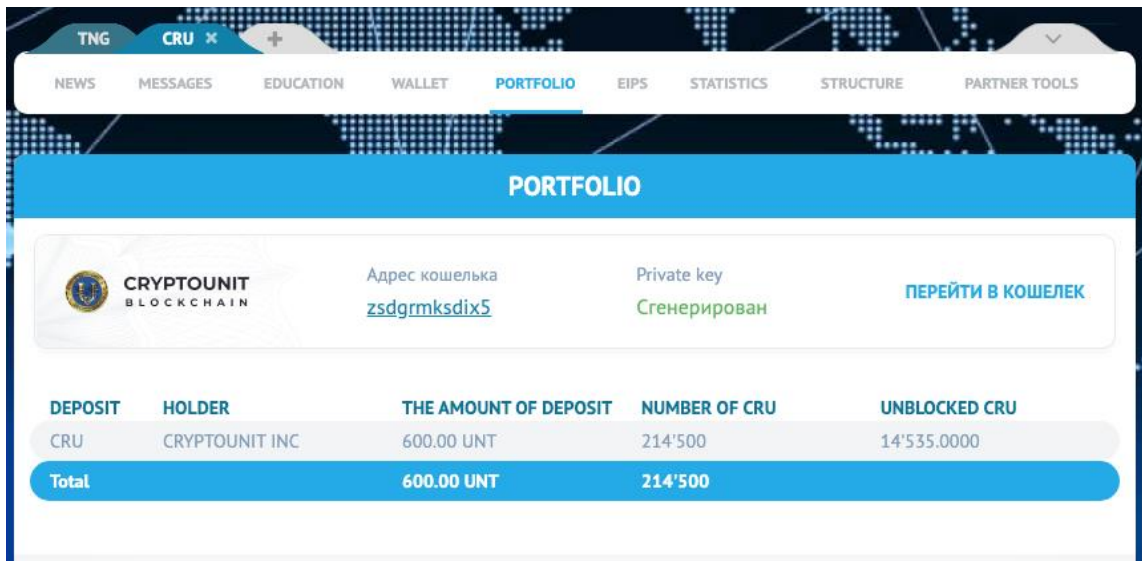 TNG CRU × +
NEWS MESSAGES EDUCATION WALLET PORTFOLIO EIPS STATISTICS STRUCTURE PARTNER TOOLS
PORTFOLIO
CRYPTOUNIT
BLOCKCHAIN
Адрес кошелька
zsdgrmksdix5
Private key
Сгенерирован
ПЕРЕЙТИ В КОШЕЛЕК
DEPOSIT HOLDER THE AMOUNT OF DEPOSIT NUMBER OF CRU UNBLOCKED CRU
CRU CRYPTOUNIT INC 600.00 UNT 214'500 14'535.0000
Total 600.00 UNT 214'500